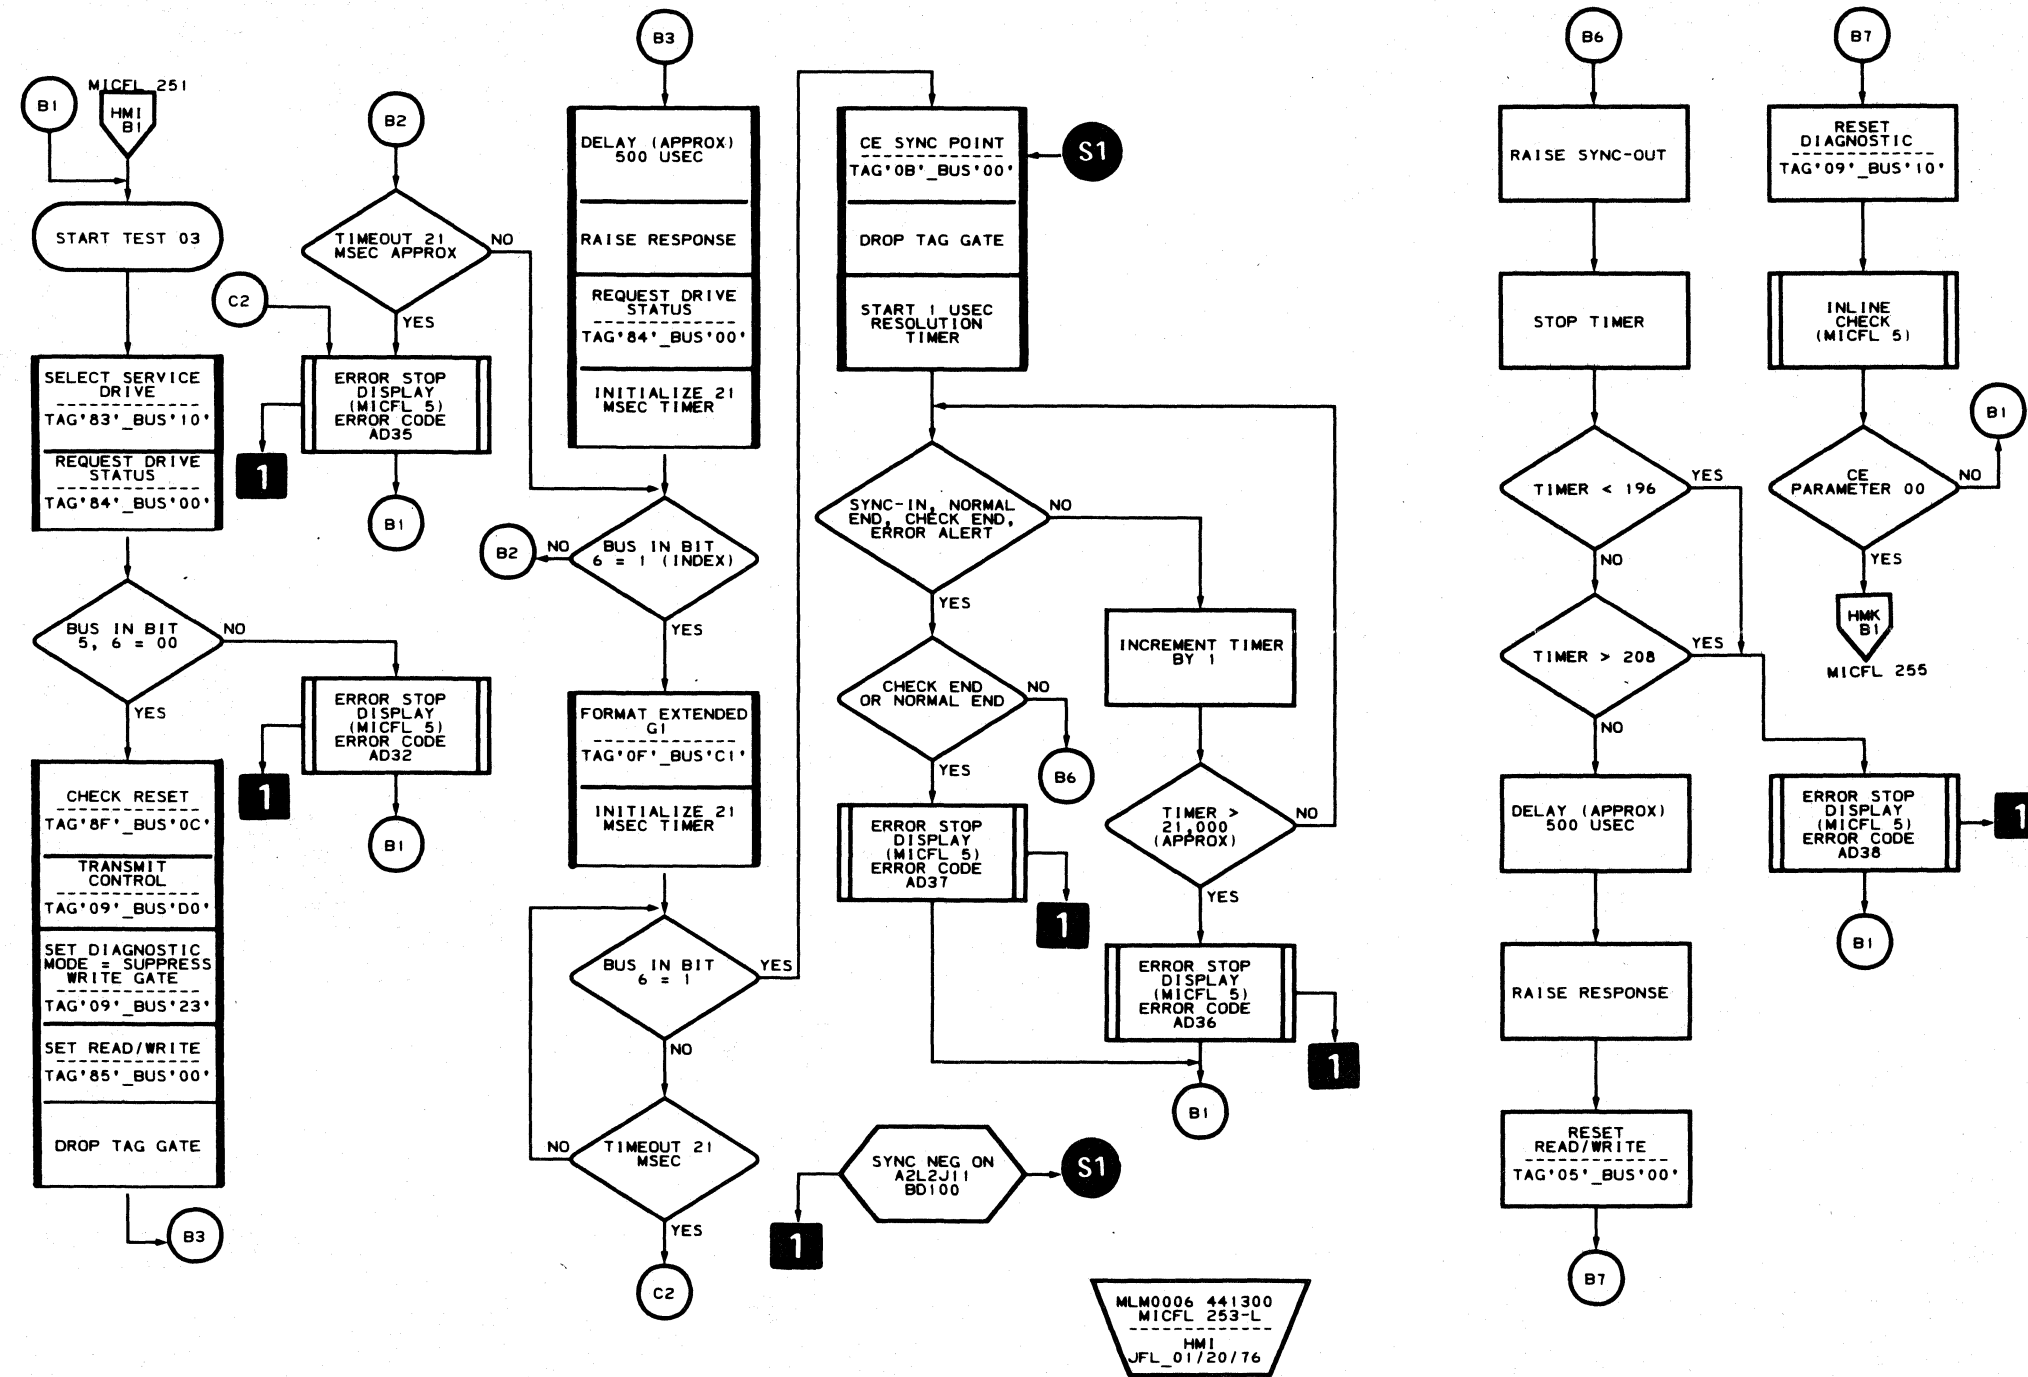 B1
MICFL 251
HMI
B1
START TEST 03
SELECT SERVICE
DRIVE
TAG'83'_BUS'10'
REQUEST DRIVE
STATUS
TAG'84'_BUS'00'
BUS IN BIT
5, 6 = 00
NO
YES
CHECK RESET
TAG'8F'_BUS'0C'
TRANSMIT
CONTROL
TAG'09'_BUS'D0'
SET DIAGNOSTIC
MODE = SUPPRESS
WRITE GATE
TAG'09'_BUS'23'
SET READ/WRITE
TAG'85'_BUS'00'
DROP TAG GATE
B3
B2
TIMEOUT 21
MSEC APPROX
NO
YES
C2
ERROR STOP
DISPLAY
(MICFL 5)
ERROR CODE
AD35
1
B1
ERROR STOP
DISPLAY
(MICFL 5)
ERROR CODE
AD32
1
B1
B3
DELAY (APPROX)
500 USEC
RAISE RESPONSE
REQUEST DRIVE
STATUS
TAG'84'_BUS'00'
INITIALIZE 21
MSEC TIMER
BUS IN BIT
6 = 1 (INDEX)
NO
B2
YES
FORMAT EXTENDED
G1
TAG'0F'_BUS'C1'
INITIALIZE 21
MSEC TIMER
BUS IN BIT
6 = 1
YES
NO
TIMEOUT 21
MSEC
NO
YES
C2
CE SYNC POINT
TAG'0B'_BUS'00'
S1
DROP TAG GATE
START 1 USEC
RESOLUTION
TIMER
SYNC-IN, NORMAL
END, CHECK END,
ERROR ALERT
NO
YES
CHECK END
OR NORMAL END
NO
B6
YES
ERROR STOP
DISPLAY
(MICFL 5)
ERROR CODE
AD37
1
INCREMENT TIMER
BY 1
TIMER >
21,000
(APPROX)
NO
YES
ERROR STOP
DISPLAY
(MICFL 5)
ERROR CODE
AD36
1
B1
SYNC NEG ON
A2L2J11
BD100
S1
1
MLM0006 441300
MICFL 253-L
HMI
JFL_01/20/76
B6
RAISE SYNC-OUT
STOP TIMER
TIMER < 196
YES
NO
TIMER > 208
YES
NO
DELAY (APPROX)
500 USEC
RAISE RESPONSE
RESET
READ/WRITE
TAG'05'_BUS'00'
B7
B7
RESET
DIAGNOSTIC
TAG'09'_BUS'10'
INLINE
CHECK
(MICFL 5)
CE
PARAMETER 00
NO
B1
YES
HMK
B1
MICFL 255
ERROR STOP
DISPLAY
(MICFL 5)
ERROR CODE
AD38
1
B1